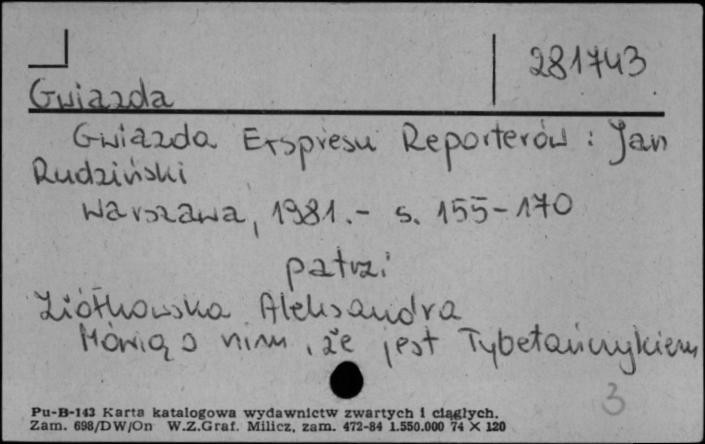 281743
Gwiazda
Gwiazda Expresu Reporterów : Jan
Rudziński
Warszawa, 1981.- s. 155-170
patrz:
Ziółkowska Aleksandra
Mówią o nim, że jest Tybetańczykiem
3
Pu-B-143 Karta katalogowa wydawnictw zwartych i ciągłych.
Zam. 698/DW/On W.Z.Graf. Milicz, zam. 472-84 1.550.000 74 X 120